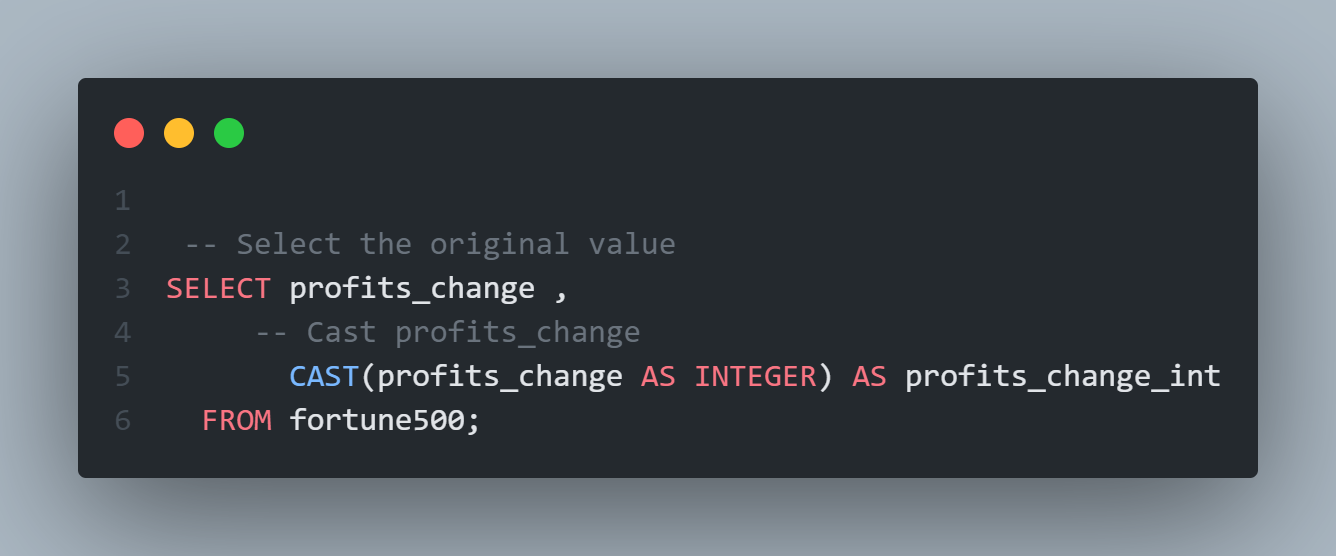 1
2 -- Select the original value
3 SELECT profits_change ,
4 -- Cast profits_change
5 CAST(profits_change AS INTEGER) AS profits_change_int
6 FROM fortune500;